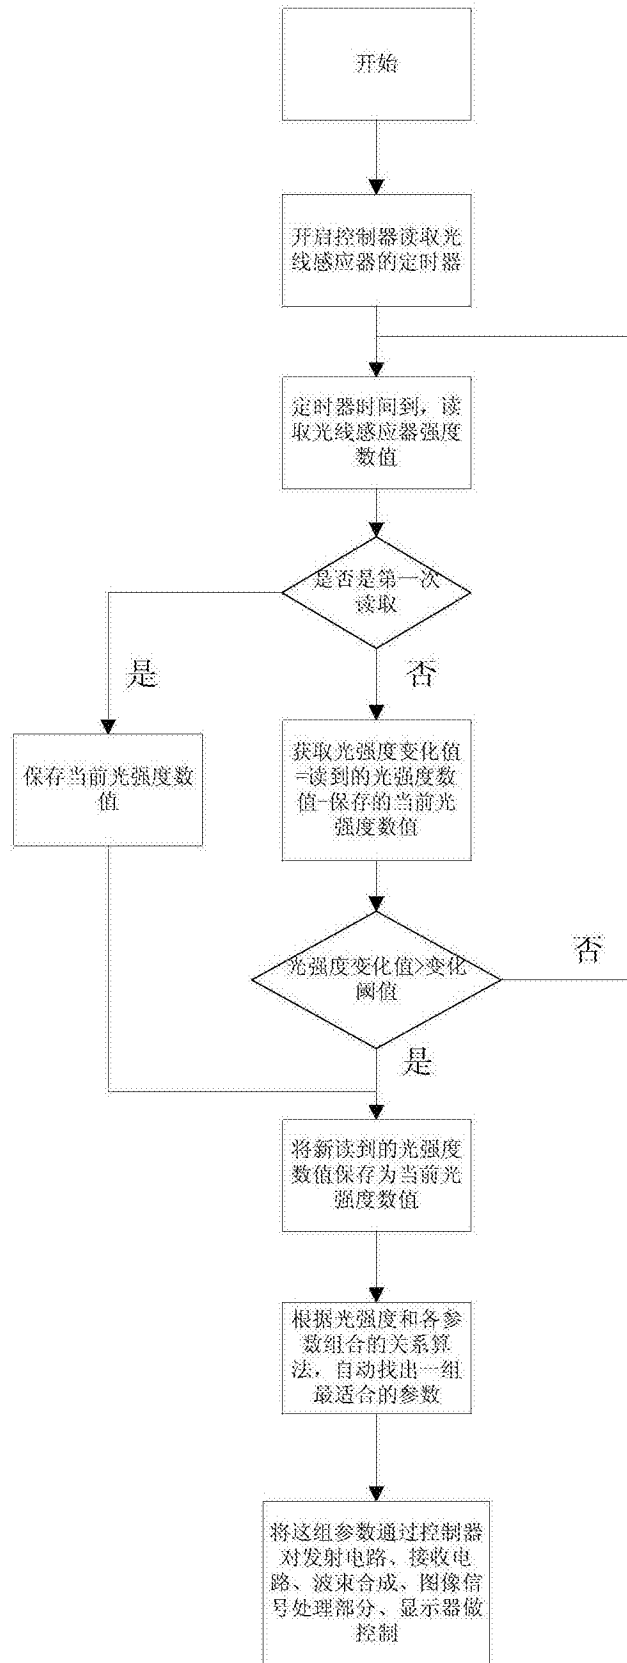 开始
开启控制器读取光
线感应器的定时器
定时器时间到，读
取光线感应器强度
数值
是否是第一次
读取
是
否
保存当前光强度数
值
获取光强度变化值
=读到的光强度数
值-保存的当前光
强度数值
光强度变化值>变化
阈值
否
是
将新读到的光强度
数值保存为当前光
强度数值
根据光强度和各参
数组合的关系算
法，自动找出一组
最适合的参数
将这组参数通过控制器
对发射电路、接收电
路、波束合成、图像信
号处理部分、显示器做
控制